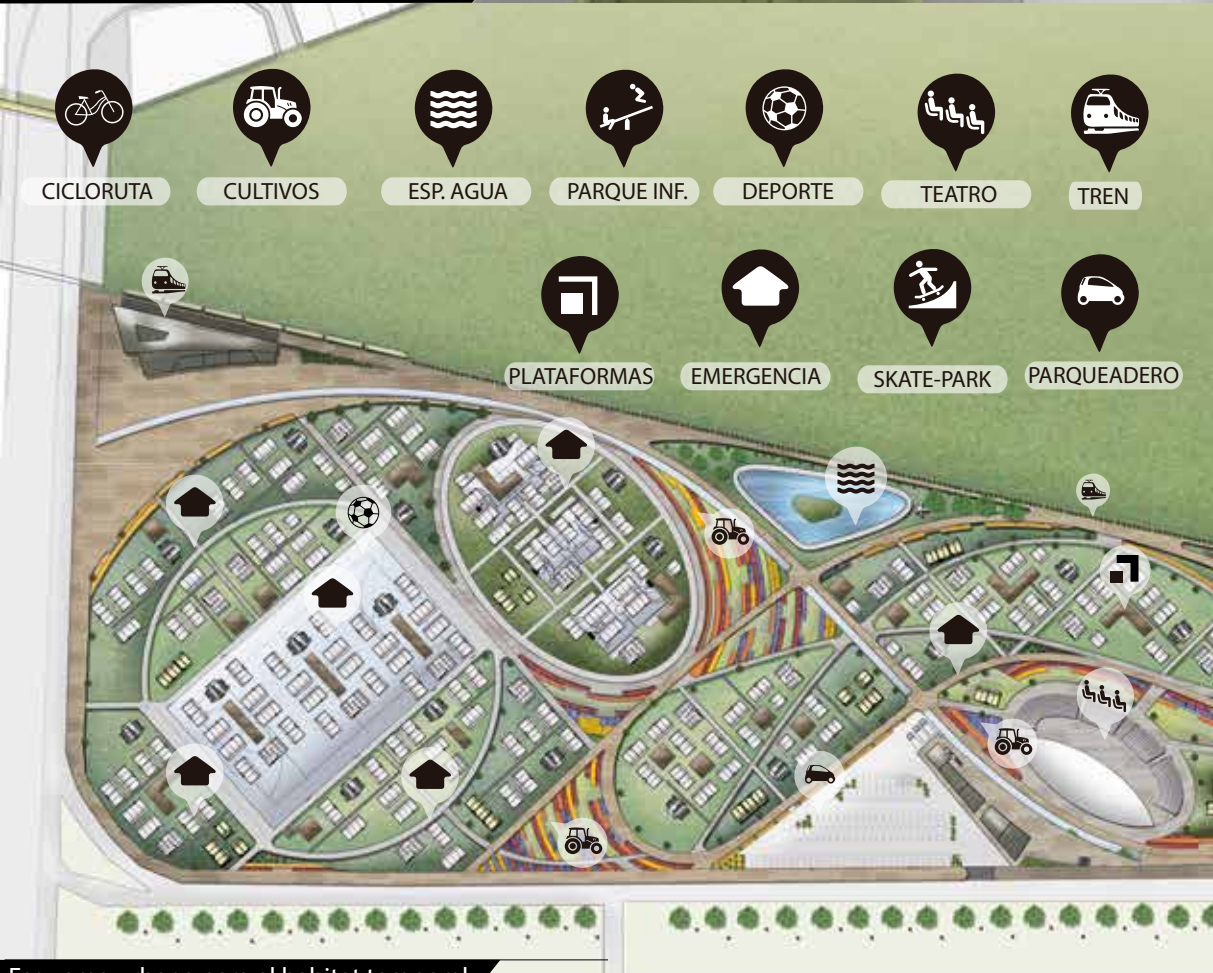 CICLORUTA
CULTIVOS
ESP. AGUA
PARQUE INF.
DEPORTE
TEATRO
TREN
PLATAFORMAS
EMERGENCIA
SKATE-PARK
PARQUEADERO